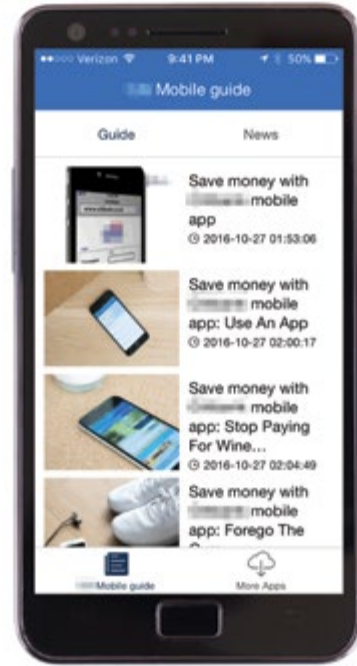 Verizon 9:41 PM 50%
Mobile guide
Guide News
Save money with
mobile
app
2016-10-27 01:53:06
Save money with
mobile
app: Use An App
2016-10-27 02:00:17
Save money with
mobile
app: Stop Paying
For Wine...
2016-10-27 02:04:49
Save money with
mobile
app: Forego The
Mobile guide More Apps